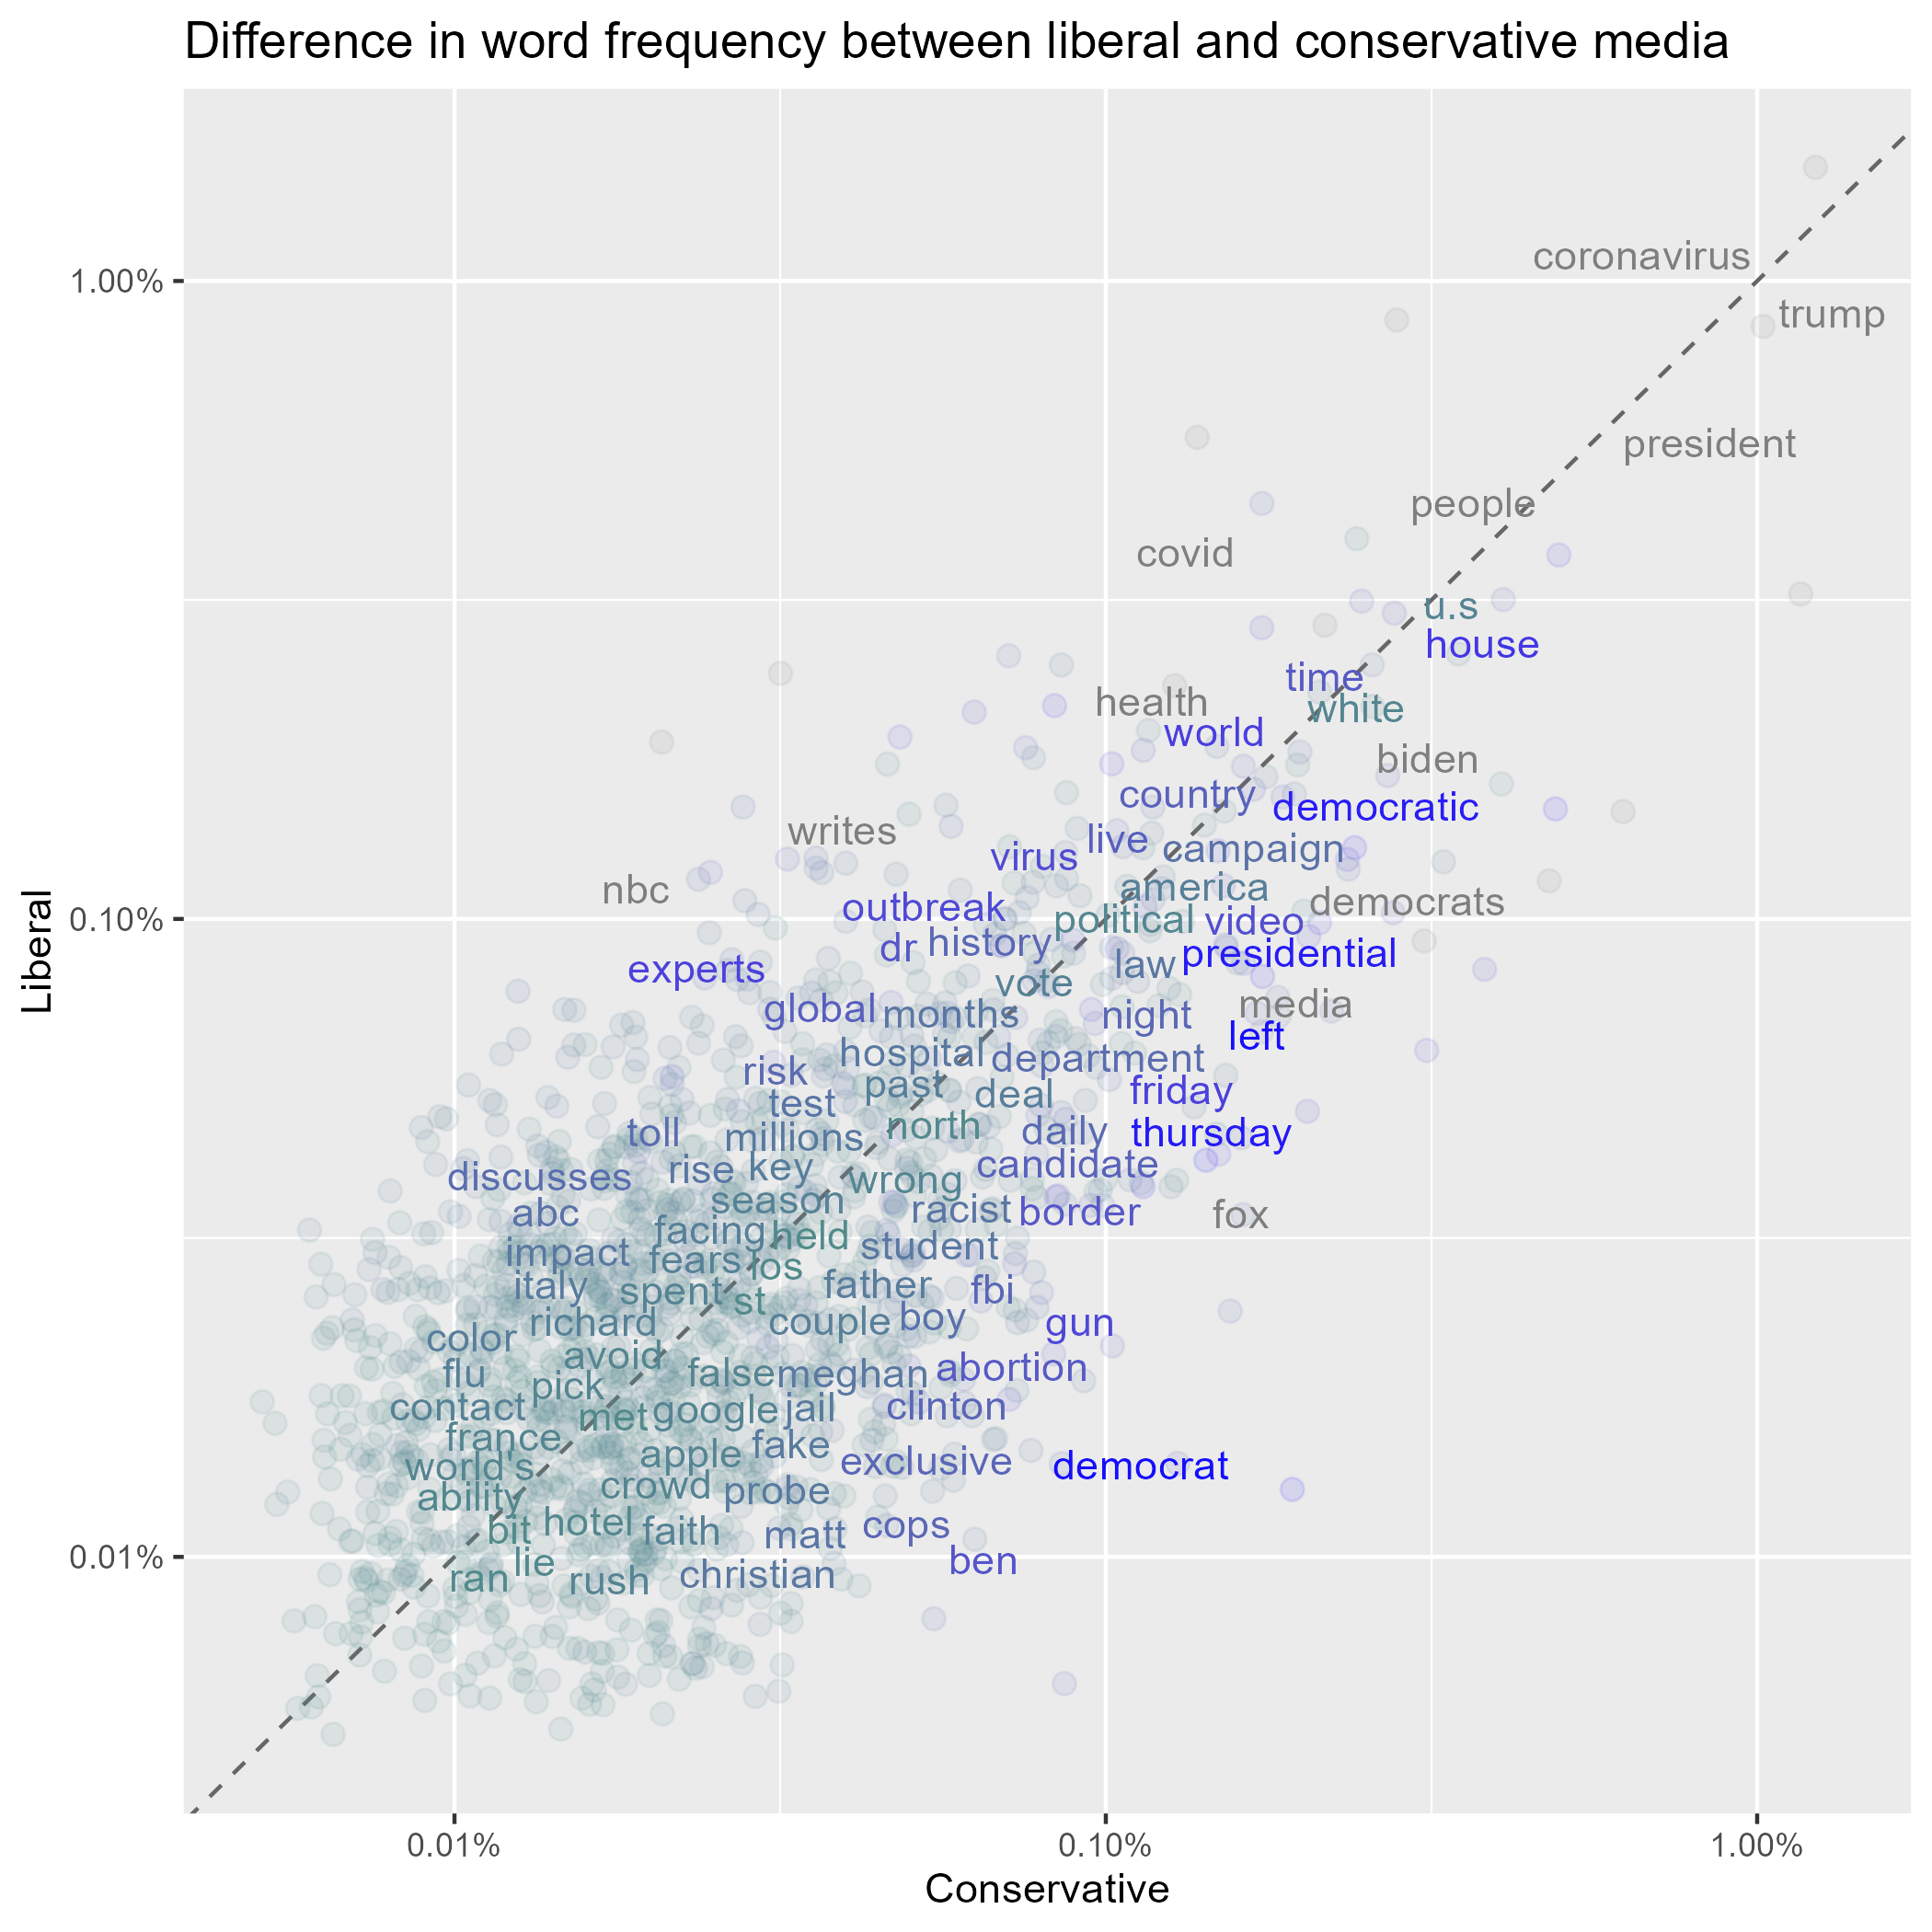 Difference in word frequency between liberal and conservative media
1.00%
coronavirus
trump
president
people
covid
u.s
house
time
health
white
world
biden
country
democratic
writes
live
virus
campaign
nbc
america
democrats
outbreak
Liberal
0.10%
political
video
dr
history
presidential
law
experts
vote
media
global
months
night
left
hospital
department
risk
past
deal
friday
test
north
toll
millions
daily
thursday
rise
key
candidate
discusses
wrong
season
abc
racist
border
fox
facing
held
impact
fears
student
los
italy
spent
father
fbi
st
richard
couple
boy
gun
color
avoid
flu
false
meghan
abortion
pick
contact
met
google
jail
clinton
france
apple
fake
world's
exclusive
democrat
ability
crowd
probe
bit
hotel
faith
matt
cops
0.01%
lie
ben
ran
rush
christian
0.01%
0.10%
1.00%
Conservative